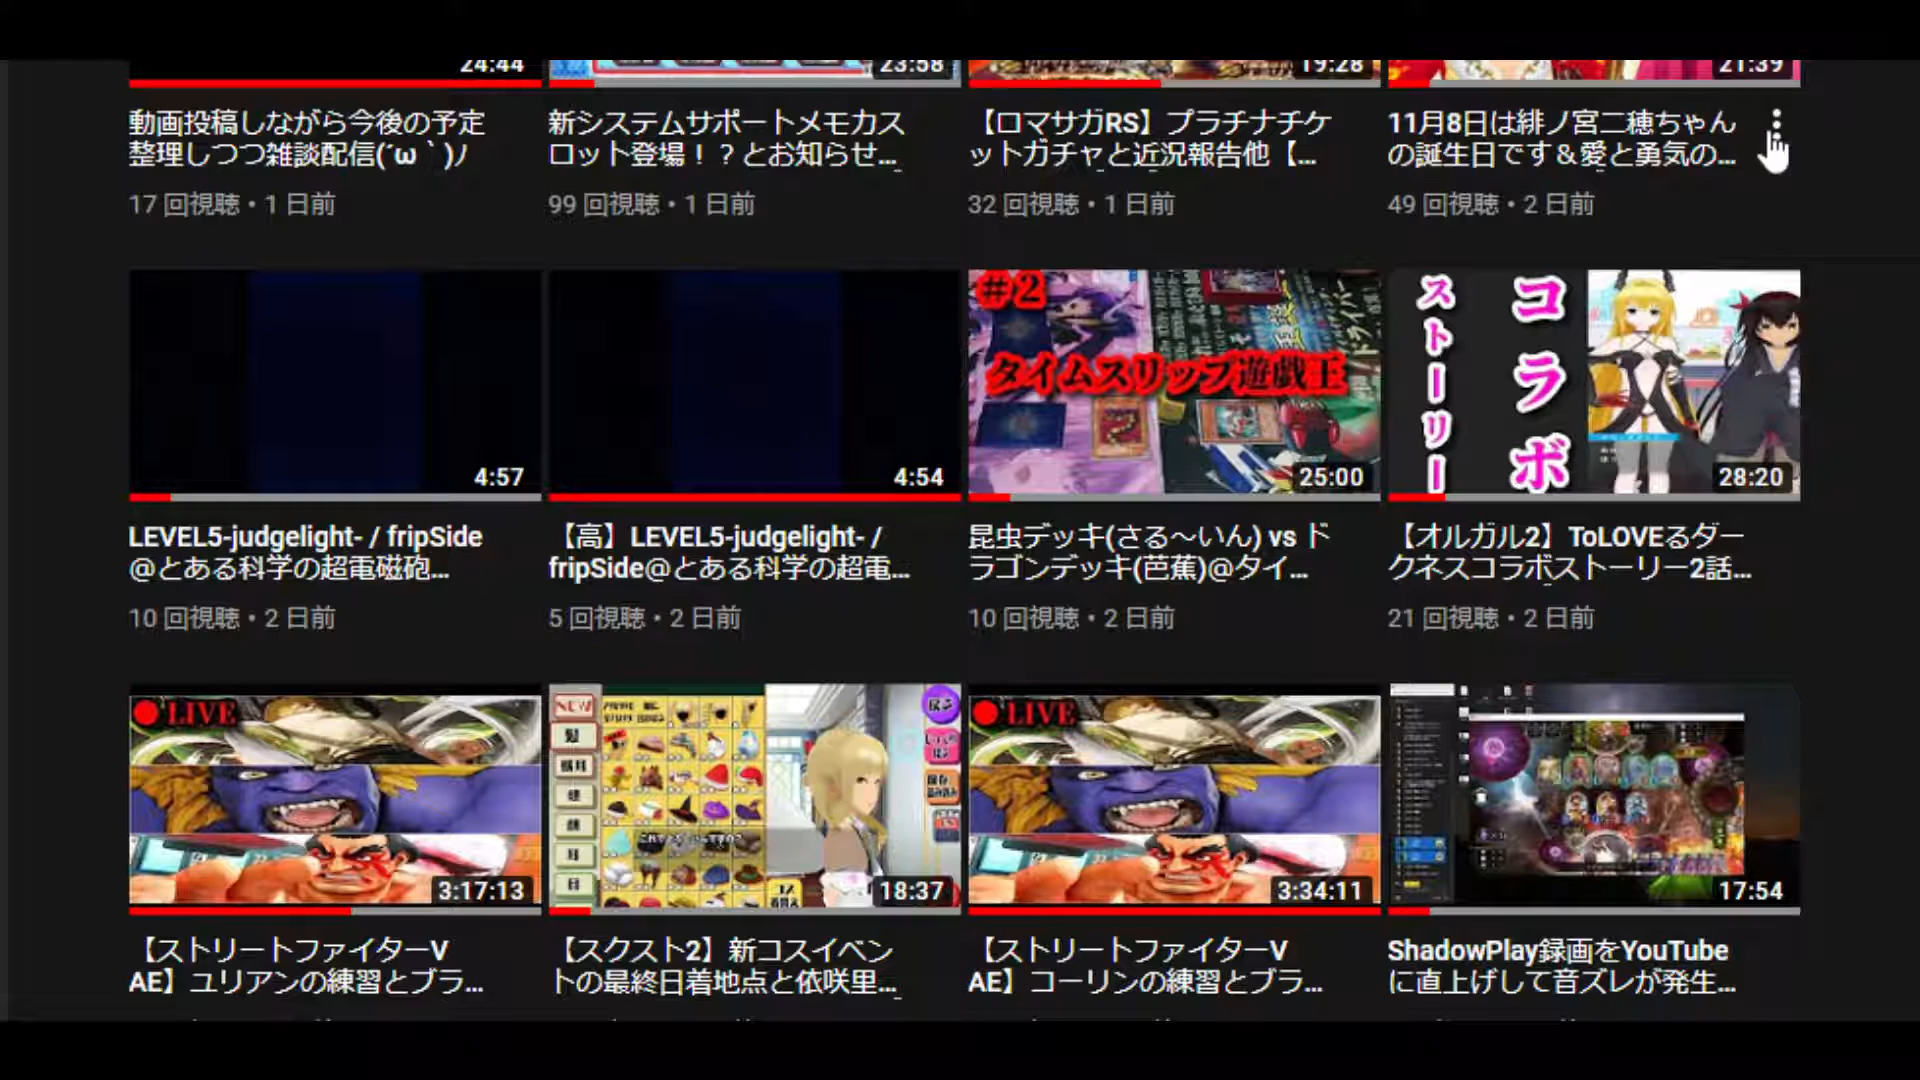 24:44
23:58
19:28
21:39
動画投稿しながら今後の予定
整理しつつ雑談配信(´ω｀)ﾉ
17 回視聴・1 日前
新システムサポートメモカス
ロット登場！？とお知らせ...
99 回視聴・1 日前
【ロマサガRS】プラチナチケ
ットガチャと近況報告他【...
32 回視聴・1 日前
11月8日は緋ノ宮二穂ちゃん
の誕生日です＆愛と勇気の...
49 回視聴・2 日前
4:57
4:54
#2
タイムスリップ遊戯王
25:00
コラボ
ストーリー
28:20
LEVEL5-judgelight- / fripSide
@とある科学の超電磁砲...
10 回視聴・2 日前
【高】LEVEL5-judgelight- /
fripSide@とある科学の超電...
5 回視聴・2 日前
昆虫デッキ(さる〜いん) vs ド
ラゴンデッキ(芭蕉)@タイ...
10 回視聴・2 日前
【オルガル2】ToLOVEるダー
クネスコラボストーリー2話...
21 回視聴・2 日前
LIVE
3:17:13
NEW
髪
18:37
LIVE
3:34:11
17:54
【ストリートファイターV
AE】ユリアンの練習とブラ...
【スクスト2】新コスイベン
トの最終日着地点と依咲里...
【ストリートファイターV
AE】コーリンの練習とブラ...
ShadowPlay録画をYouTube
に直上げして音ズレが発生...